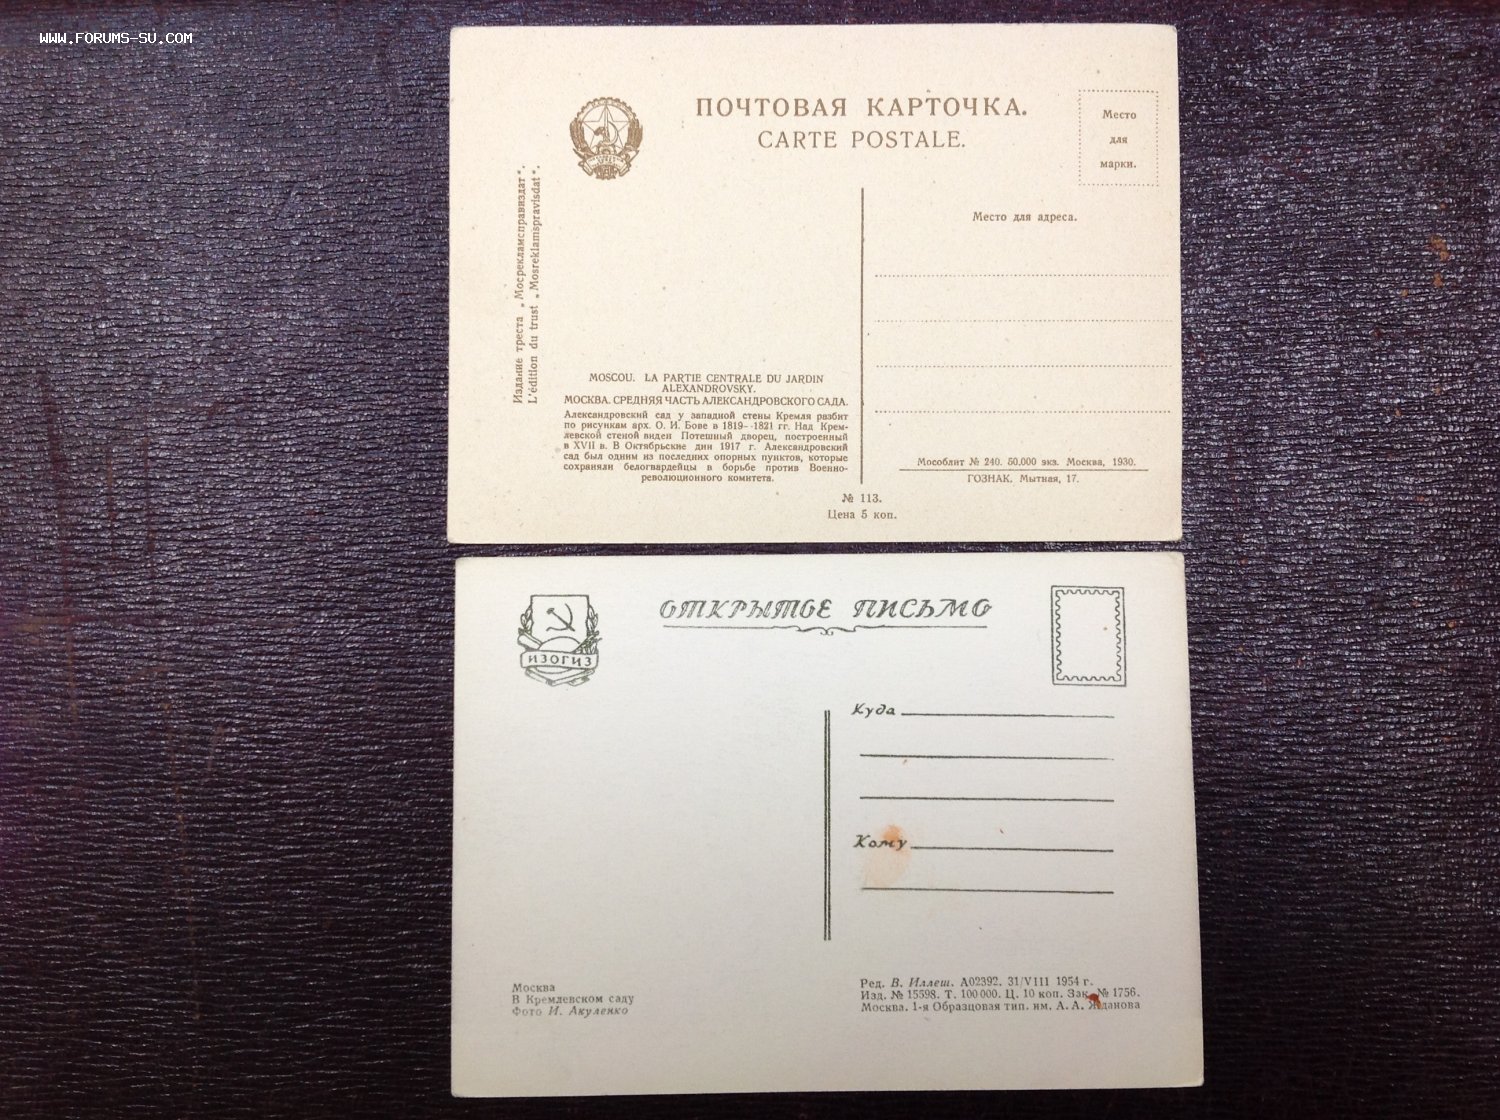 WWW.FORUMS-SU.COM
ПОЧТОВАЯ КАРТОЧКА.
CARTE POSTALE.
Место
для
марки.
Издание треста „Мосрекламсправиздат“.
L'édition du trust „Mosreklamspravisdat“.
Место для адреса.
MOSCOU. LA PARTIE CENTRALE DU JARDIN
ALEXANDROVSKY.
МОСКВА. СРЕДНЯЯ ЧАСТЬ АЛЕКСАНДРОВСКОГО САДА.
Александровский сад у западной стены Кремля разбит
по рисункам арх. О. И. Бове в 1819–1821 гг. Над Крем-
левской стеной виден Потешный дворец, построенный
в XVII в. В Октябрьские дни 1917 г. Александровский
сад был одним из последних опорных пунктов, которые
сохраняли белогвардейцы в борьбе против Военно-
революционного комитета.
Мособлит № 240. 50.000 экз. Москва, 1930.
ГОЗНАК. Мытная, 17.
№ 113.
Цена 5 коп.
ИЗОГИЗ
ОТКРЫТОЕ ПИСЬМО
Куда
Кому
Москва
В Кремлевском саду
Фото И. Акуленко
Ред. В. Иллеш. А02392. 31/VIII 1954 г.
Изд. № 15598. Т. 100 000. Ц. 10 коп. Зак. № 1756.
Москва. 1-я Образцовая тип. им. А. А. Жданова